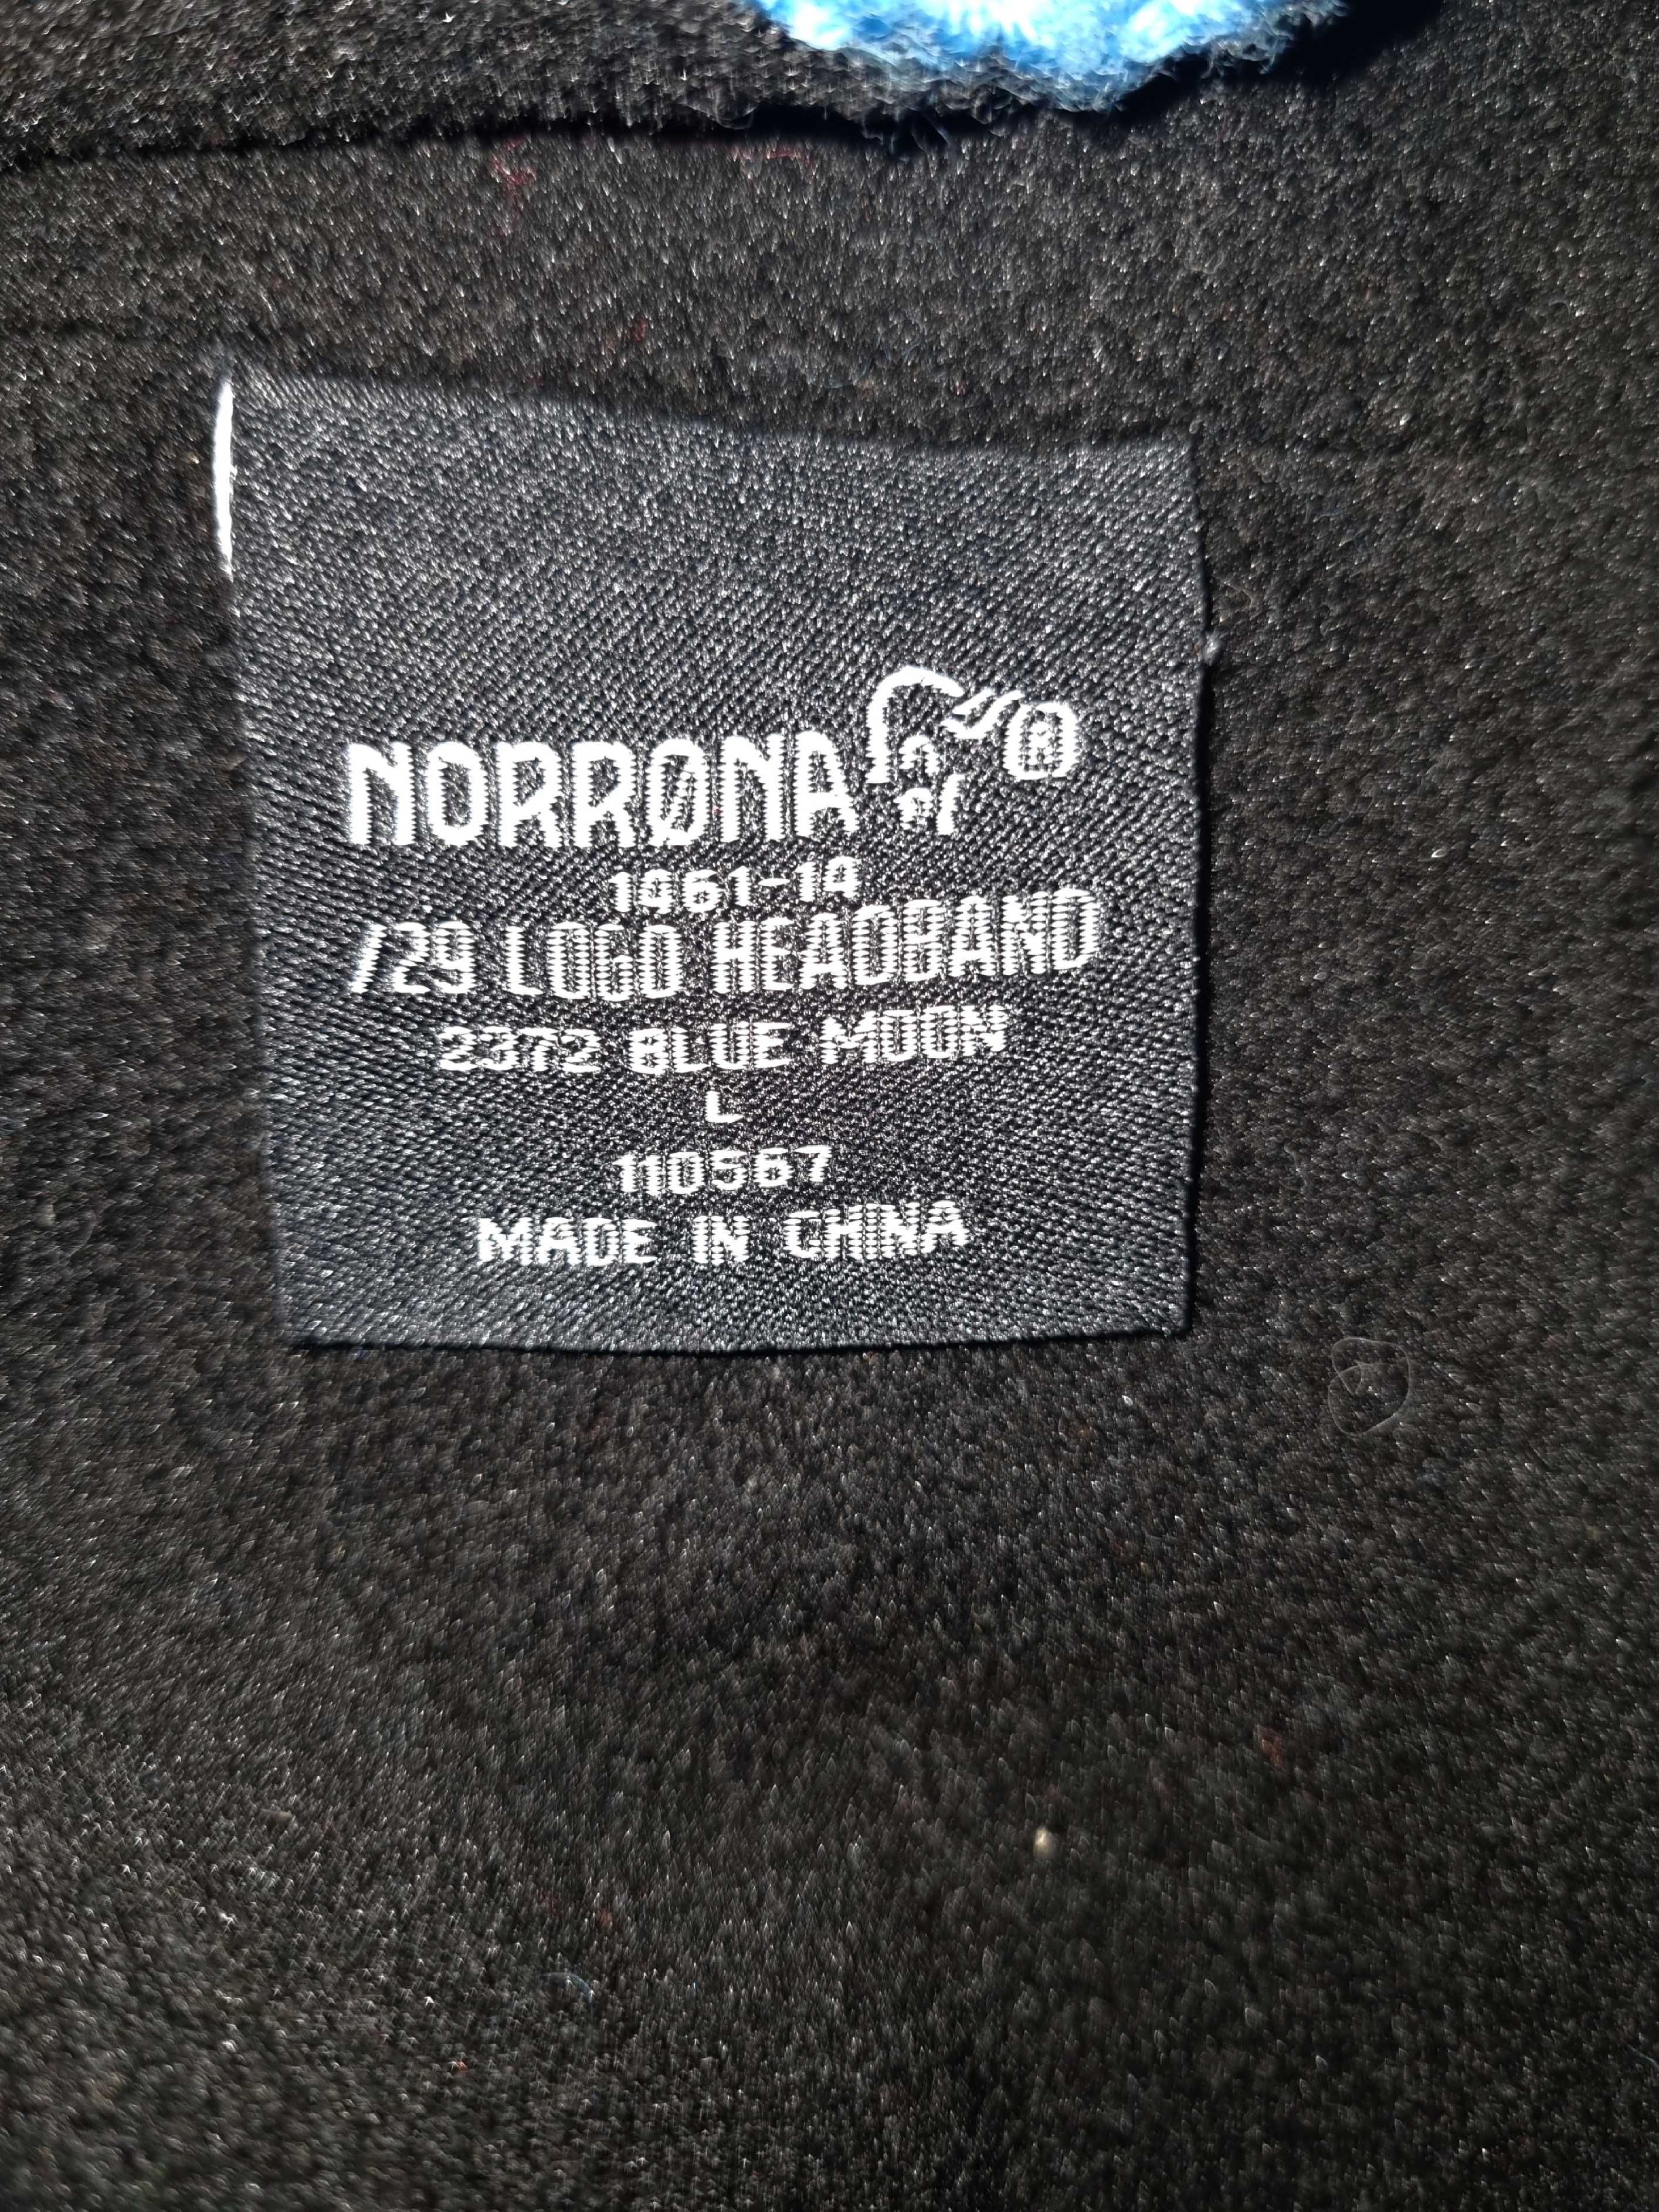 NORRØNA ®
1461-14
/29 LOGO HEADBAND
2372 BLUE MOON
L
110567
MADE IN CHINA